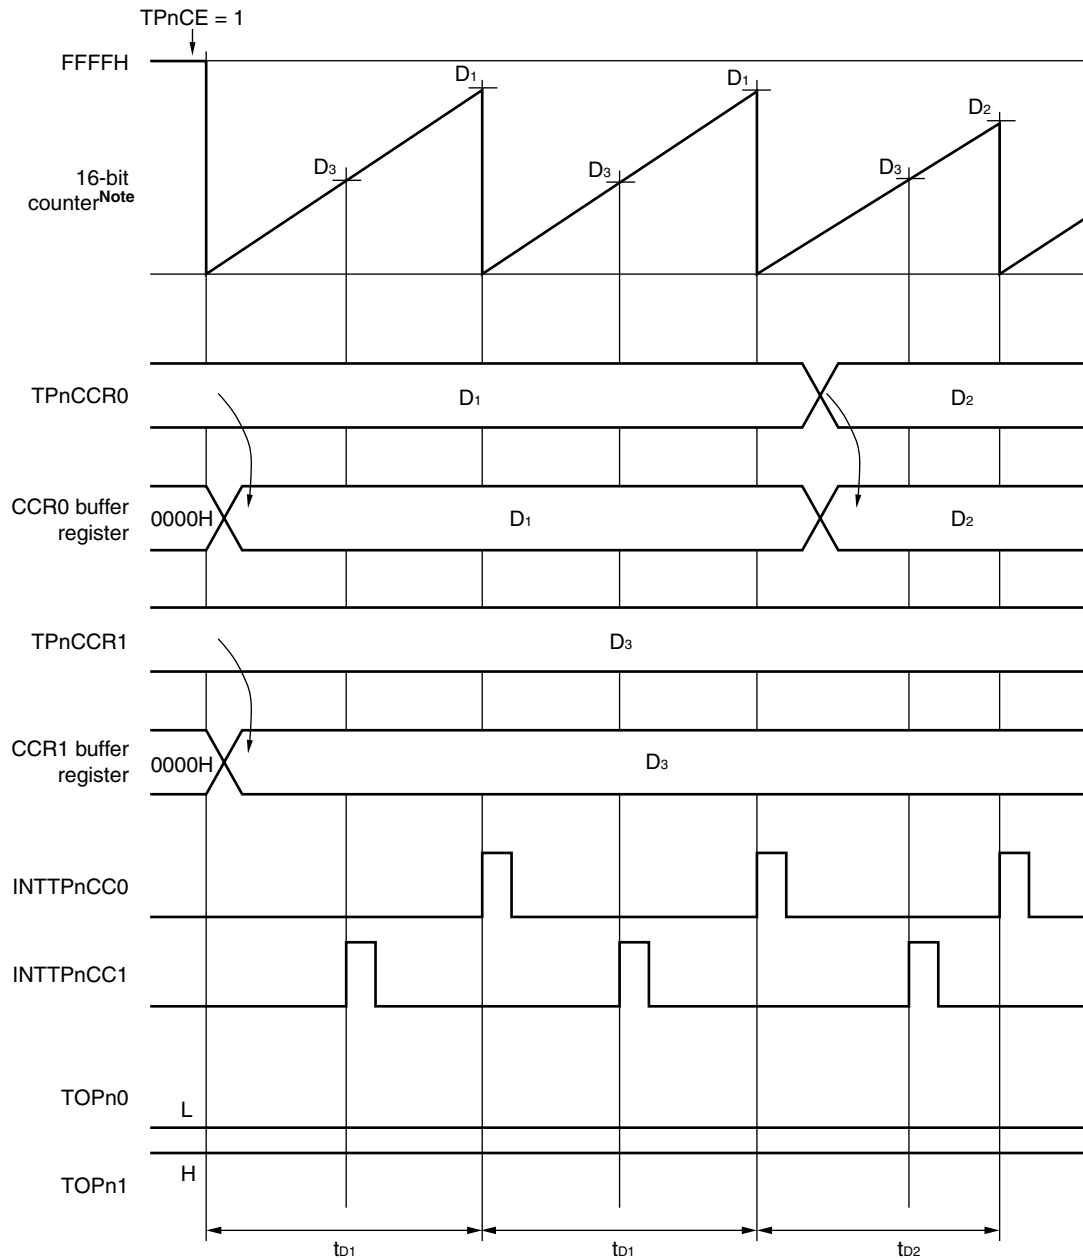 TPnCE = 1
FFFFH
D1
D1
D2
D3
D3
D3
16-bit
counterNote
TPnCCR0
D1
D2
CCR0 buffer
register
0000H
D1
D2
TPnCCR1
D3
CCR1 buffer
register
0000H
D3
INTTPnCC0
INTTPnCC1
TOPn0
L
TOPn1
H
tD1
tD1
tD2